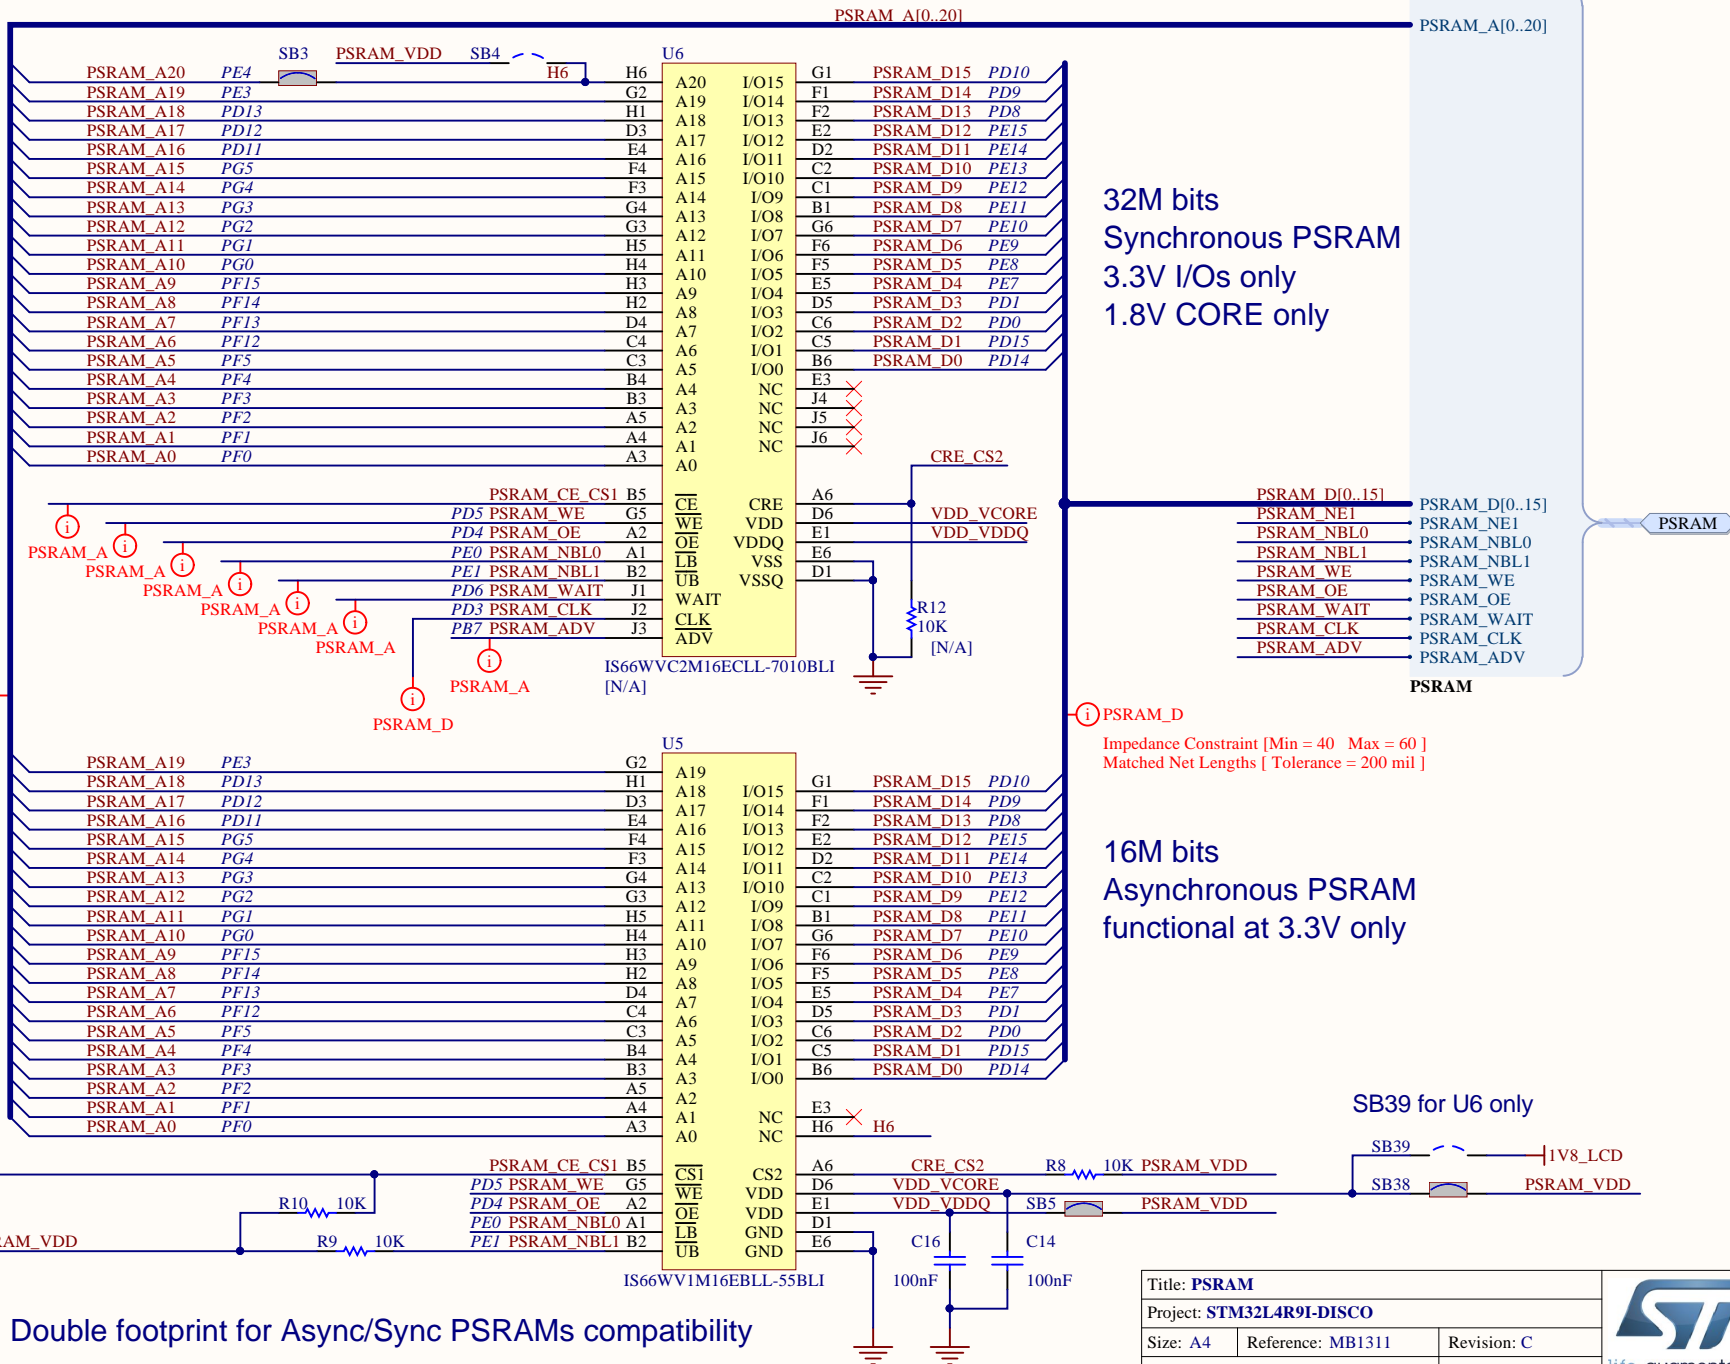 PSRAM_A[0..20]
PSRAM_A[0..20]
SB3 PSRAM_VDD SB4 U6
PSRAM_A20 PE4 H6 H6 A20 I/O15 G1 PSRAM_D15 PD10
PSRAM_A19 PE3 G2 A19 I/O14 F1 PSRAM_D14 PD9
PSRAM_A18 PD13 H1 A18 I/O13 F2 PSRAM_D13 PD8
PSRAM_A17 PD12 D3 A17 I/O12 E2 PSRAM_D12 PE15
PSRAM_A16 PD11 E4 A16 I/O11 D2 PSRAM_D11 PE14
PSRAM_A15 PG5 F4 A15 I/O10 C2 PSRAM_D10 PE13
PSRAM_A14 PG4 F3 A14 I/O9 C1 PSRAM_D9 PE12
PSRAM_A13 PG3 G4 A13 I/O8 B1 PSRAM_D8 PE11
PSRAM_A12 PG2 G3 A12 I/O7 G6 PSRAM_D7 PE10
PSRAM_A11 PG1 H5 A11 I/O6 F6 PSRAM_D6 PE9
PSRAM_A10 PG0 H4 A10 I/O5 F5 PSRAM_D5 PE8
PSRAM_A9 PF15 H3 A9 I/O4 E5 PSRAM_D4 PE7
PSRAM_A8 PF14 H2 A8 I/O3 D5 PSRAM_D3 PD1
PSRAM_A7 PF13 D4 A7 I/O2 C6 PSRAM_D2 PD0
PSRAM_A6 PF12 C4 A6 I/O1 C5 PSRAM_D1 PD15
PSRAM_A5 PF5 C3 A5 I/O0 B6 PSRAM_D0 PD14
PSRAM_A4 PF4 B4 A4 NC E3
PSRAM_A3 PF3 B3 A3 NC J4
PSRAM_A2 PF2 A5 A2 NC J5
PSRAM_A1 PF1 A4 A1 NC J6
PSRAM_A0 PF0 A3 A0
32M bits
Synchronous PSRAM
3.3V I/Os only
1.8V CORE only
CRE_CS2
PSRAM_CE_CS1 B5 CE CRE A6
PD5 PSRAM_WE G5 WE VDD D6 VDD_VCORE
PD4 PSRAM_OE A2 OE VDDQ E1 VDD_VDDQ
PE0 PSRAM_NBL0 A1 LB VSS E6
PE1 PSRAM_NBL1 B2 UB VSSQ D1
PD6 PSRAM_WAIT J1 WAIT
PD3 PSRAM_CLK J2 CLK
PB7 PSRAM_ADV J3 ADV
i PSRAM_A
i PSRAM_A
i PSRAM_A
i PSRAM_A
i PSRAM_A
i PSRAM_A
i PSRAM_A
i PSRAM_D
R12
10K
[N/A]
IS66WVC2M16ECLL-7010BLI
[N/A]
PSRAM_D[0..15] PSRAM_D[0..15]
PSRAM_NE1 PSRAM_NE1
PSRAM_NBL0 PSRAM_NBL0
PSRAM_NBL1 PSRAM_NBL1
PSRAM_WE PSRAM_WE
PSRAM_OE PSRAM_OE
PSRAM_WAIT PSRAM_WAIT
PSRAM_CLK PSRAM_CLK
PSRAM_ADV PSRAM_ADV
PSRAM
PSRAM
i PSRAM_D
Impedance Constraint [Min = 40 Max = 60 ]
Matched Net Lengths [ Tolerance = 200 mil ]
U5
PSRAM_A19 PE3 G2 A19
PSRAM_A18 PD13 H1 A18 I/O15 G1 PSRAM_D15 PD10
PSRAM_A17 PD12 D3 A17 I/O14 F1 PSRAM_D14 PD9
PSRAM_A16 PD11 E4 A16 I/O13 F2 PSRAM_D13 PD8
PSRAM_A15 PG5 F4 A15 I/O12 E2 PSRAM_D12 PE15
PSRAM_A14 PG4 F3 A14 I/O11 D2 PSRAM_D11 PE14
PSRAM_A13 PG3 G4 A13 I/O10 C2 PSRAM_D10 PE13
PSRAM_A12 PG2 G3 A12 I/O9 C1 PSRAM_D9 PE12
PSRAM_A11 PG1 H5 A11 I/O8 B1 PSRAM_D8 PE11
PSRAM_A10 PG0 H4 A10 I/O7 G6 PSRAM_D7 PE10
PSRAM_A9 PF15 H3 A9 I/O6 F6 PSRAM_D6 PE9
PSRAM_A8 PF14 H2 A8 I/O5 F5 PSRAM_D5 PE8
PSRAM_A7 PF13 D4 A7 I/O4 E5 PSRAM_D4 PE7
PSRAM_A6 PF12 C4 A6 I/O3 D5 PSRAM_D3 PD1
PSRAM_A5 PF5 C3 A5 I/O2 C6 PSRAM_D2 PD0
PSRAM_A4 PF4 B4 A4 I/O1 C5 PSRAM_D1 PD15
PSRAM_A3 PF3 B3 A3 I/O0 B6 PSRAM_D0 PD14
PSRAM_A2 PF2 A5 A2
PSRAM_A1 PF1 A4 A1 NC E3
PSRAM_A0 PF0 A3 A0 NC H6 H6
16M bits
Asynchronous PSRAM
functional at 3.3V only
SB39 for U6 only
SB39 1V8_LCD
SB38 PSRAM_VDD
PSRAM_CE_CS1 B5 CS1 CS2 A6 CRE_CS2 R8 10K PSRAM_VDD
PD5 PSRAM_WE G5 WE VDD D6 VDD_VCORE
R10 10K PD4 PSRAM_OE A2 OE VDD E1 VDD_VDDQ SB5 PSRAM_VDD
PE0 PSRAM_NBL0 A1 LB GND D1
AM_VDD R9 10K PE1 PSRAM_NBL1 B2 UB GND E6
C16 C14
100nF 100nF
IS66WV1M16EBLL-55BLI
Double footprint for Async/Sync PSRAMs compatibility
Title: PSRAM
Project: STM32L4R9I-DISCO
Size: A4 Reference: MB1311 Revision: C